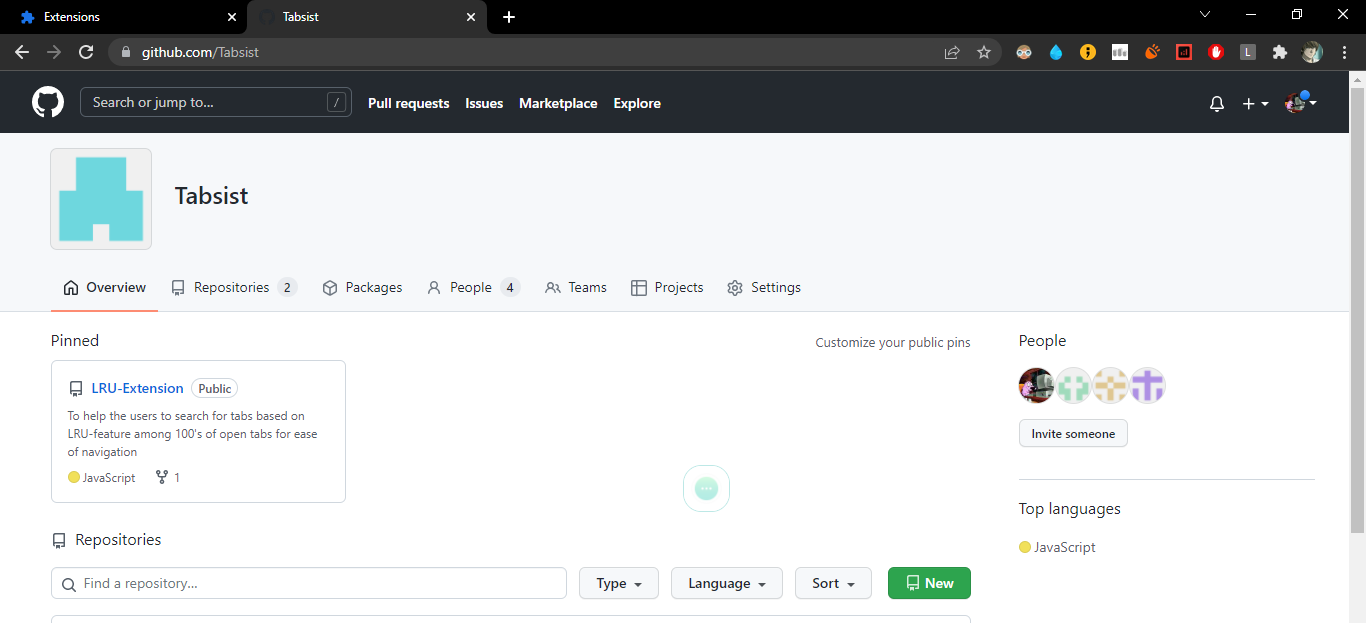 Extensions
Tabsist
github.com/Tabsist
L
Search or jump to...
/
Pull requests
Issues
Marketplace
Explore
Tabsist
Overview
Repositories 2
Packages
People 4
Teams
Projects
Settings
Pinned
Customize your public pins
LRU-Extension Public
To help the users to search for tabs based on
LRU-feature among 100's of open tabs for ease
of navigation
JavaScript 1
People
Invite someone
Top languages
JavaScript
Repositories
Find a repository...
Type
Language
Sort
New